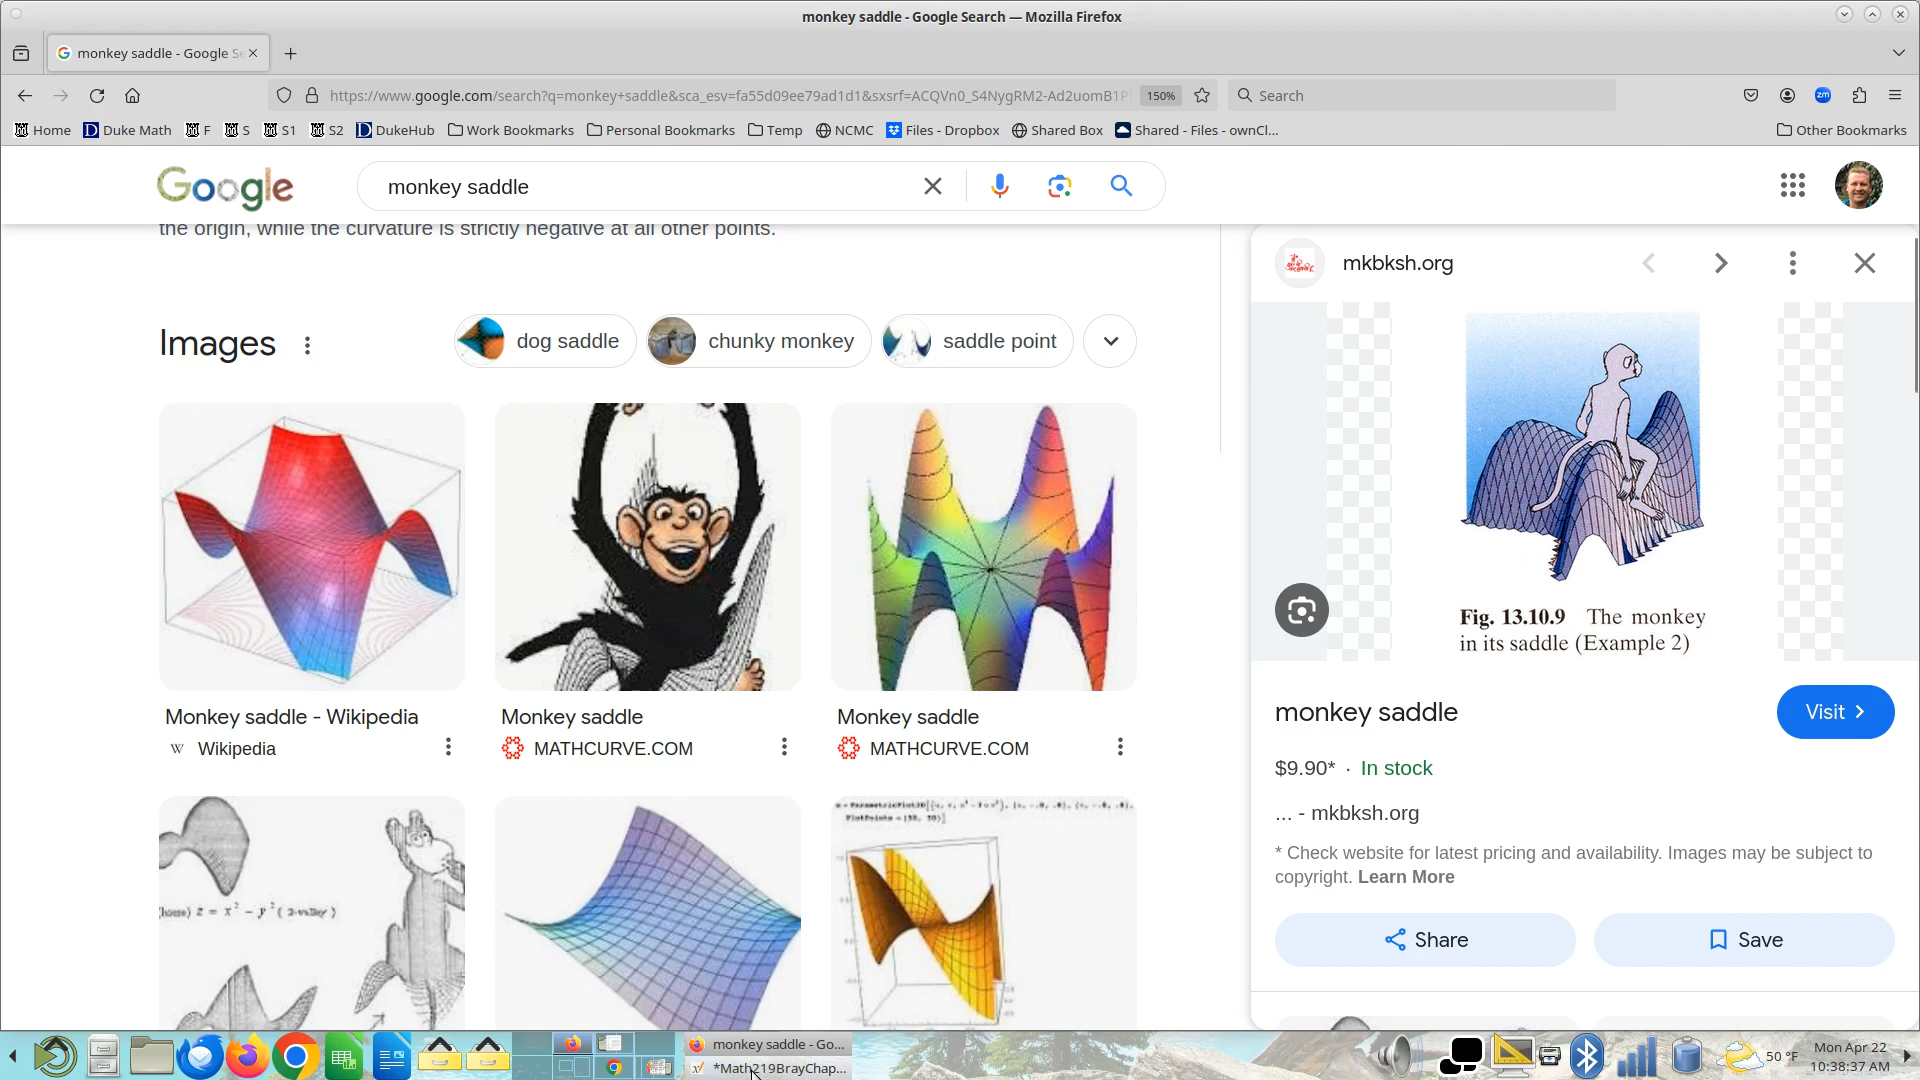 monkey saddle - Google Search — Mozilla Firefox
monkey saddle - Google Se
https://www.google.com/search?q=monkey+saddle&sca_esv=fa55d09ee79ad1d1&sxsrf=ACQVn0_S4NygRM2-Ad2uomB1P
150%
Search
zm
Home
Duke Math
F
S
S1
S2
DukeHub
Work Bookmarks
Personal Bookmarks
Temp
NCMC
Files - Dropbox
Shared Box
Shared - Files - ownCl...
Other Bookmarks
Google
monkey saddle
the origin, while the curvature is strictly negative at all other points.
Images
dog saddle
chunky monkey
saddle point
Monkey saddle - Wikipedia
W Wikipedia
Monkey saddle
MATHCURVE.COM
Monkey saddle
MATHCURVE.COM
z = x² - y²
mkbksh.org
Fig. 13.10.9 The monkey
in its saddle (Example 2)
monkey saddle
Visit
$9.90* · In stock
... - mkbksh.org
* Check website for latest pricing and availability. Images may be subject to
copyright. Learn More
Share
Save
monkey saddle - Go...
*Math219BrayChap...
50 °F
Mon Apr 22
10:38:37 AM